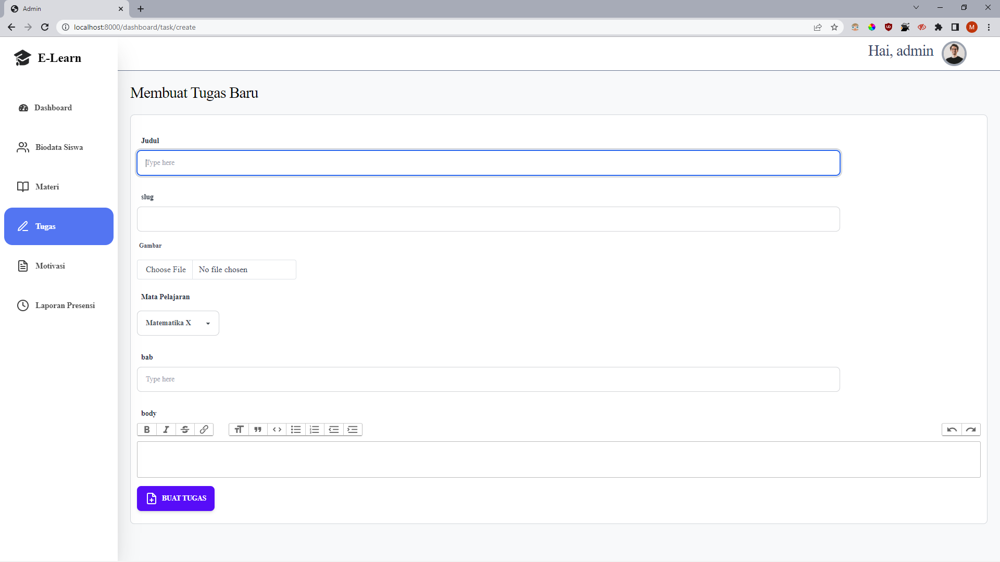 Admin
localhost:8000/dashboard/task/create
M
E-Learn
Hai, admin
Dashboard
Biodata Siswa
Materi
Tugas
Motivasi
Laporan Presensi
Membuat Tugas Baru
Judul
Type here
slug
Gambar
Choose File No file chosen
Mata Pelajaran
Matematika X
bab
Type here
body
BUAT TUGAS